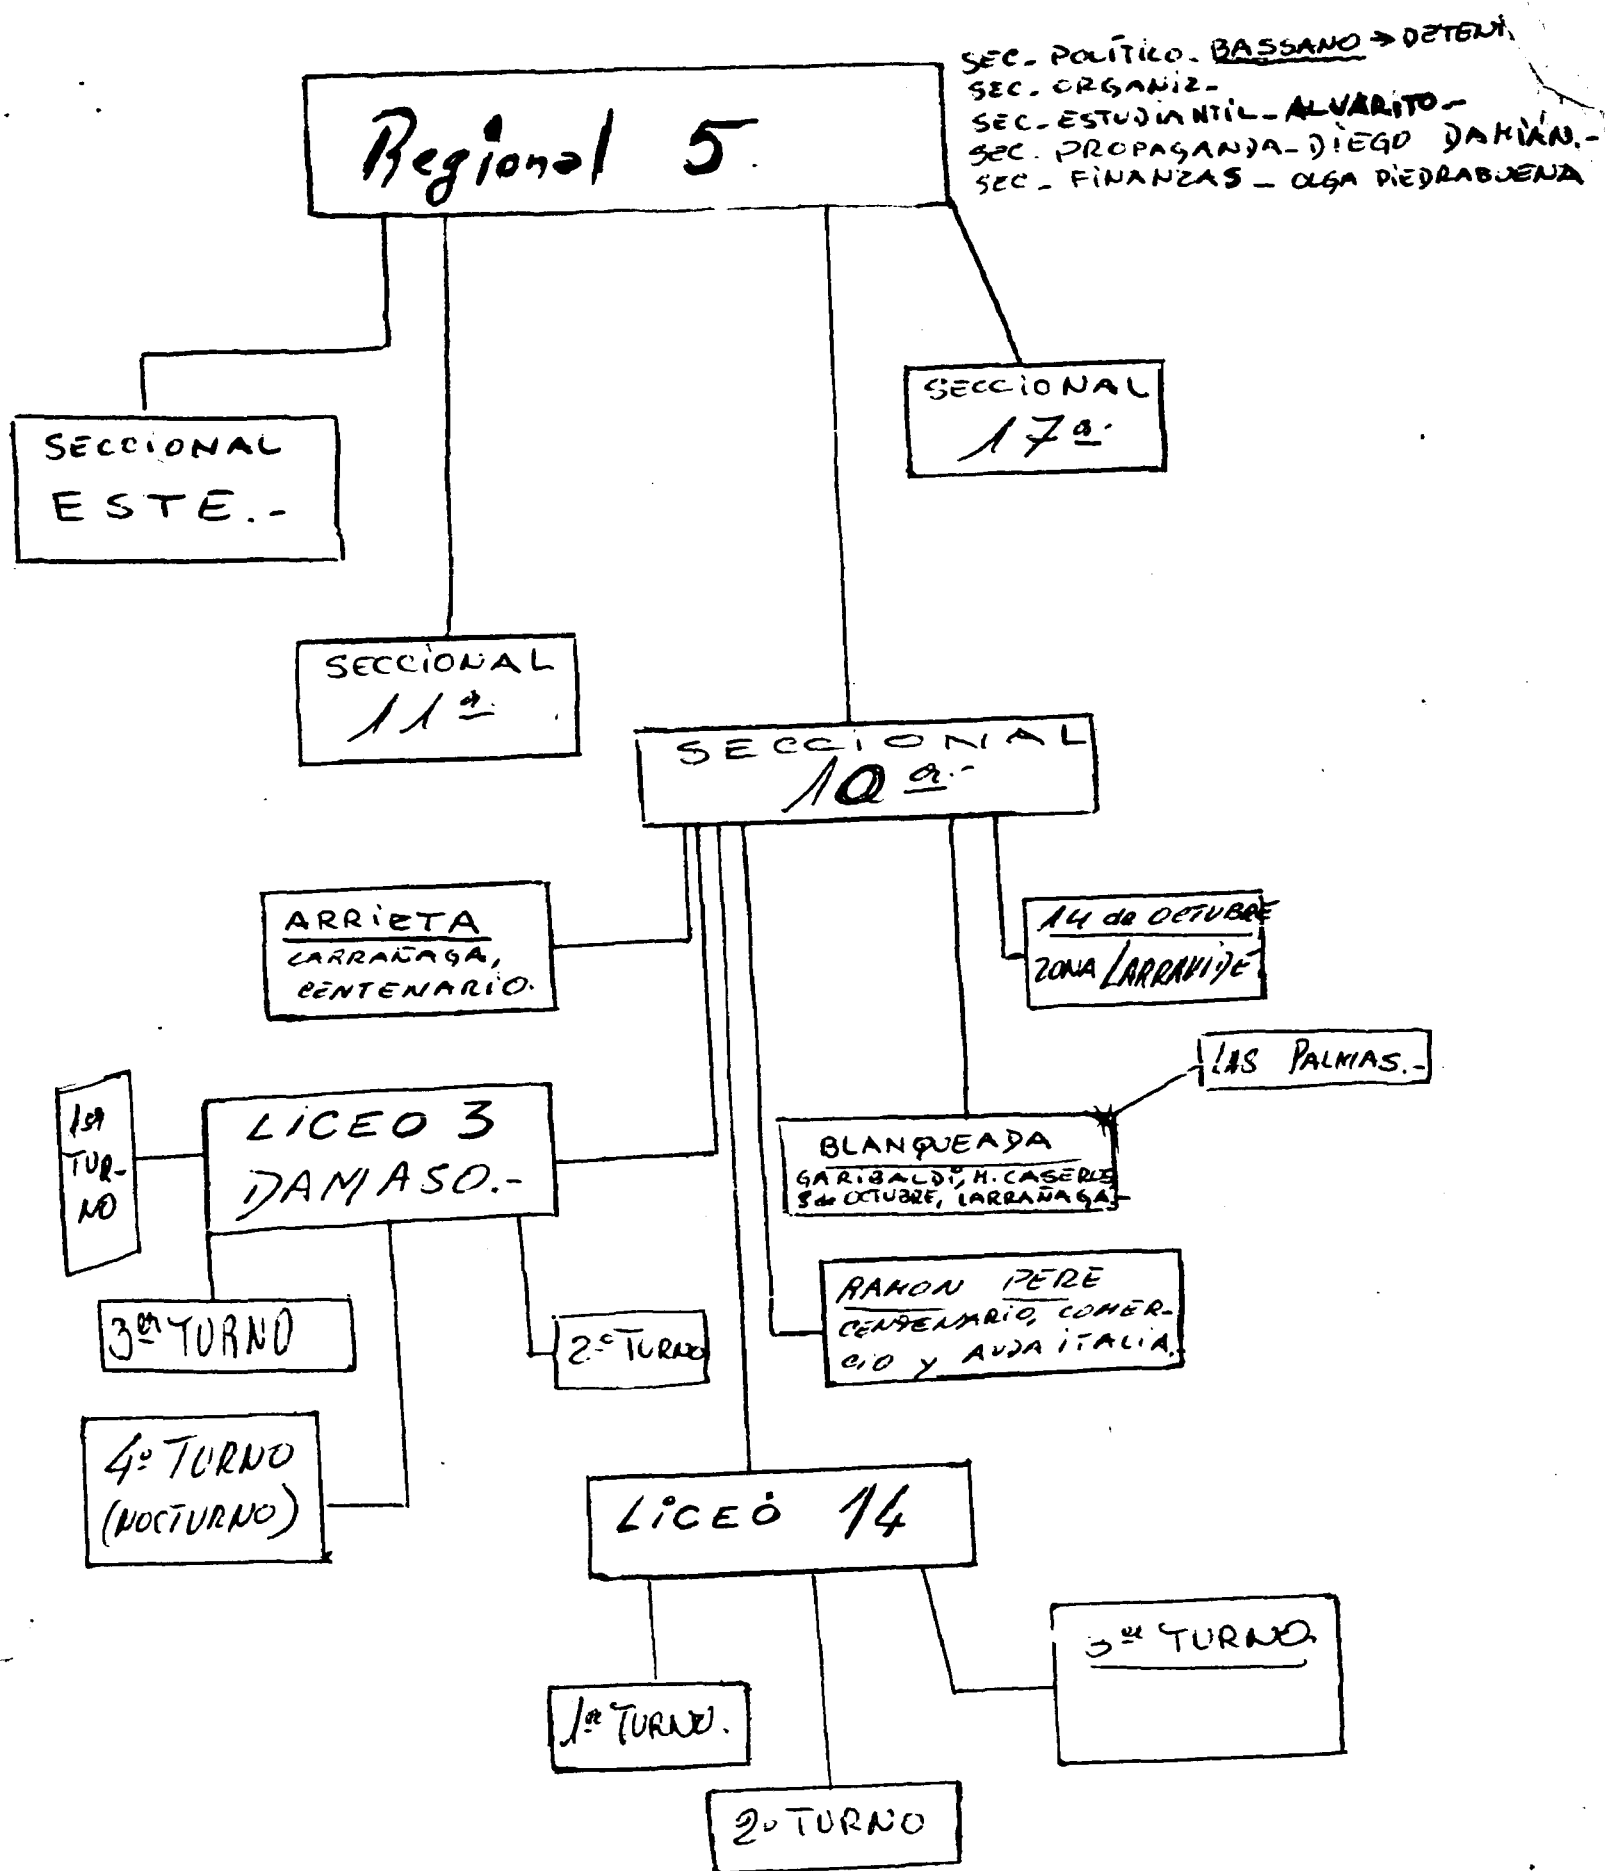 SEC. POLÍTICO. BASSANO → DETENI
SEC. ORGANIZ.-
SEC. ESTUDIANTIL - ALVARITO -
SEC. PROPAGANDA - DIEGO DAMIÁN.-
SEC. FINANZAS - OLGA PIEDRABUENA
Regional 5.
SECCIONAL
17ª.
SECCIONAL
ESTE.-
SECCIONAL
11ª.
SECCIONAL
10ª.-
ARRIETA
LARRAÑAGA,
CENTENARIO.
14 de OCTUBRE
ZONA LARRAVIDE
LAS PALMAS.-
1er
TUR-
NO
LICEO 3
DAMASO.-
BLANQUEADA
GARIBALDI, M. CASEROS
8 de OCTUBRE, LARRAÑAGA.-
RAMON PERE
CENTENARIO, COMER-
CIO y AVDA ITALIA.
3er TURNO
2º TURNO
4º TURNO
(NOCTURNO)
LICEO 14
3er TURNO.
1er TURNO.
2º TURNO